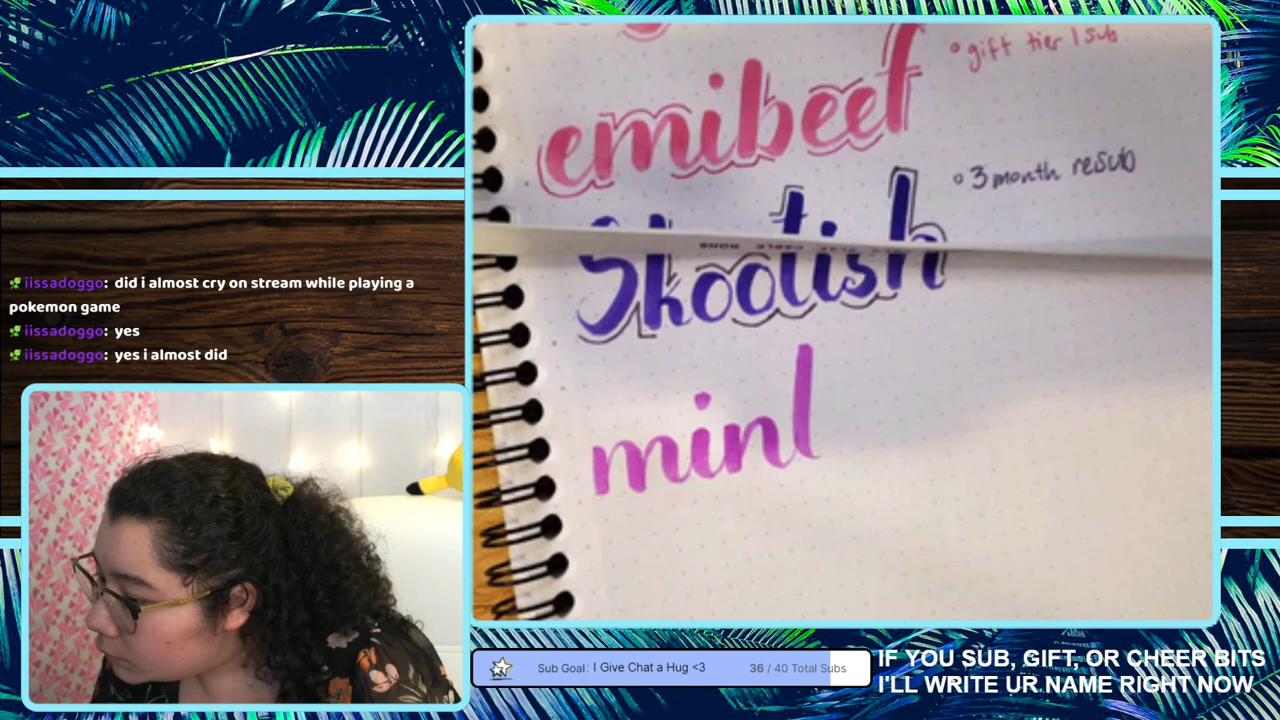 iissadoggo: did i almost cry on stream while playing a
pokemon game
iissadoggo: yes
iissadoggo: yes i almost did
emibeef
gift tier 1 sub
3 month resub
Skootish
minl
Sub Goal: I Give Chat a Hug <3 36 / 40 Total Subs
IF YOU SUB, GIFT, OR CHEER BITS
I'LL WRITE UR NAME RIGHT NOW